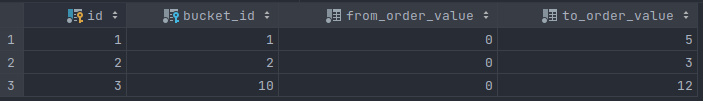 id bucket_id from_order_value to_order_value
1 1 1 0 5
2 2 2 0 3
3 3 10 0 12